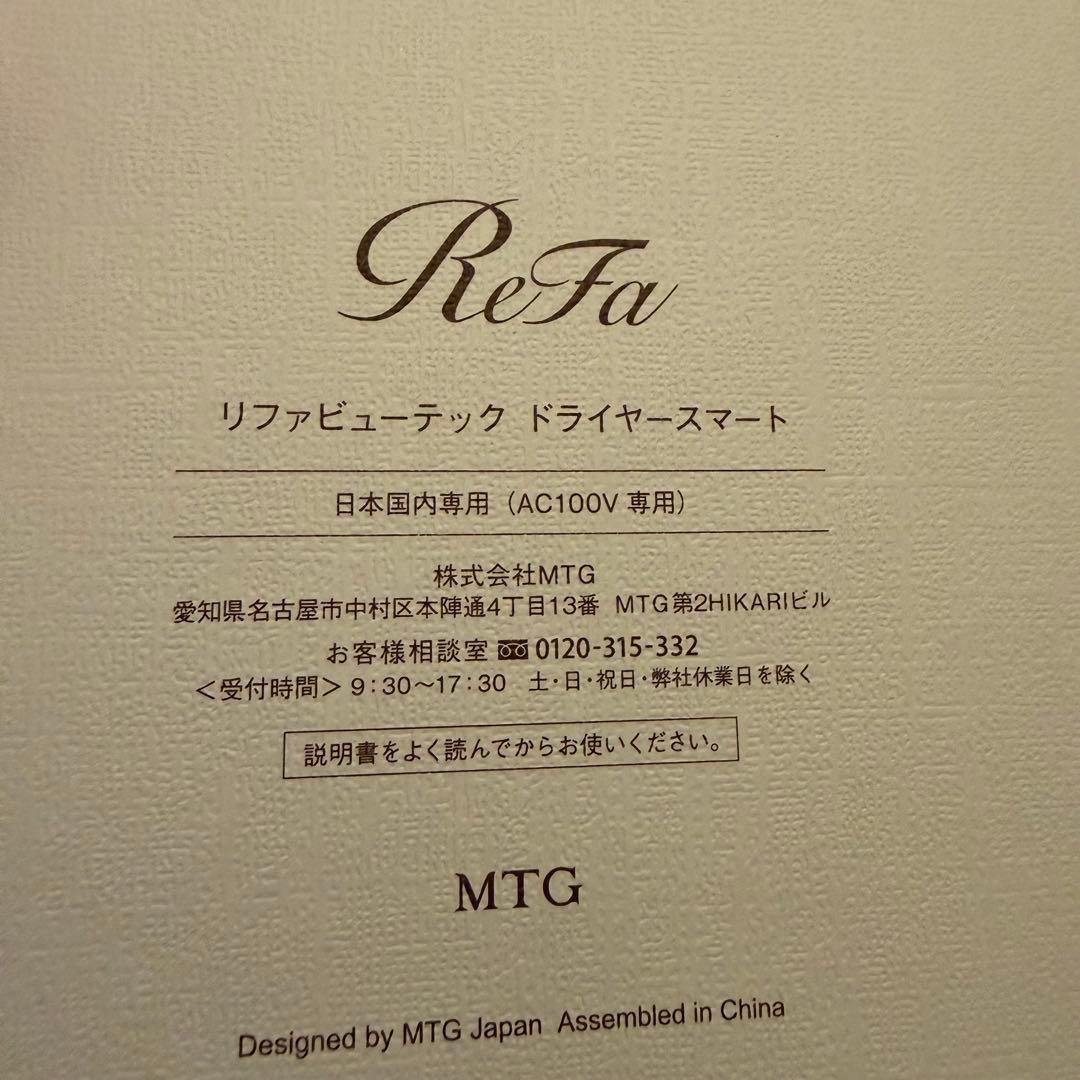 ReFa
リファビューテック ドライヤースマート
日本国内専用（AC100V 専用）
株式会社MTG
愛知県名古屋市中村区本陣通4丁目13番 MTG第2HIKARIビル
お客様相談室 0120-315-332
＜受付時間＞9：30～17：30 土・日・祝日・弊社休業日を除く
説明書をよく読んでからお使いください。
MTG
Designed by MTG Japan Assembled in China